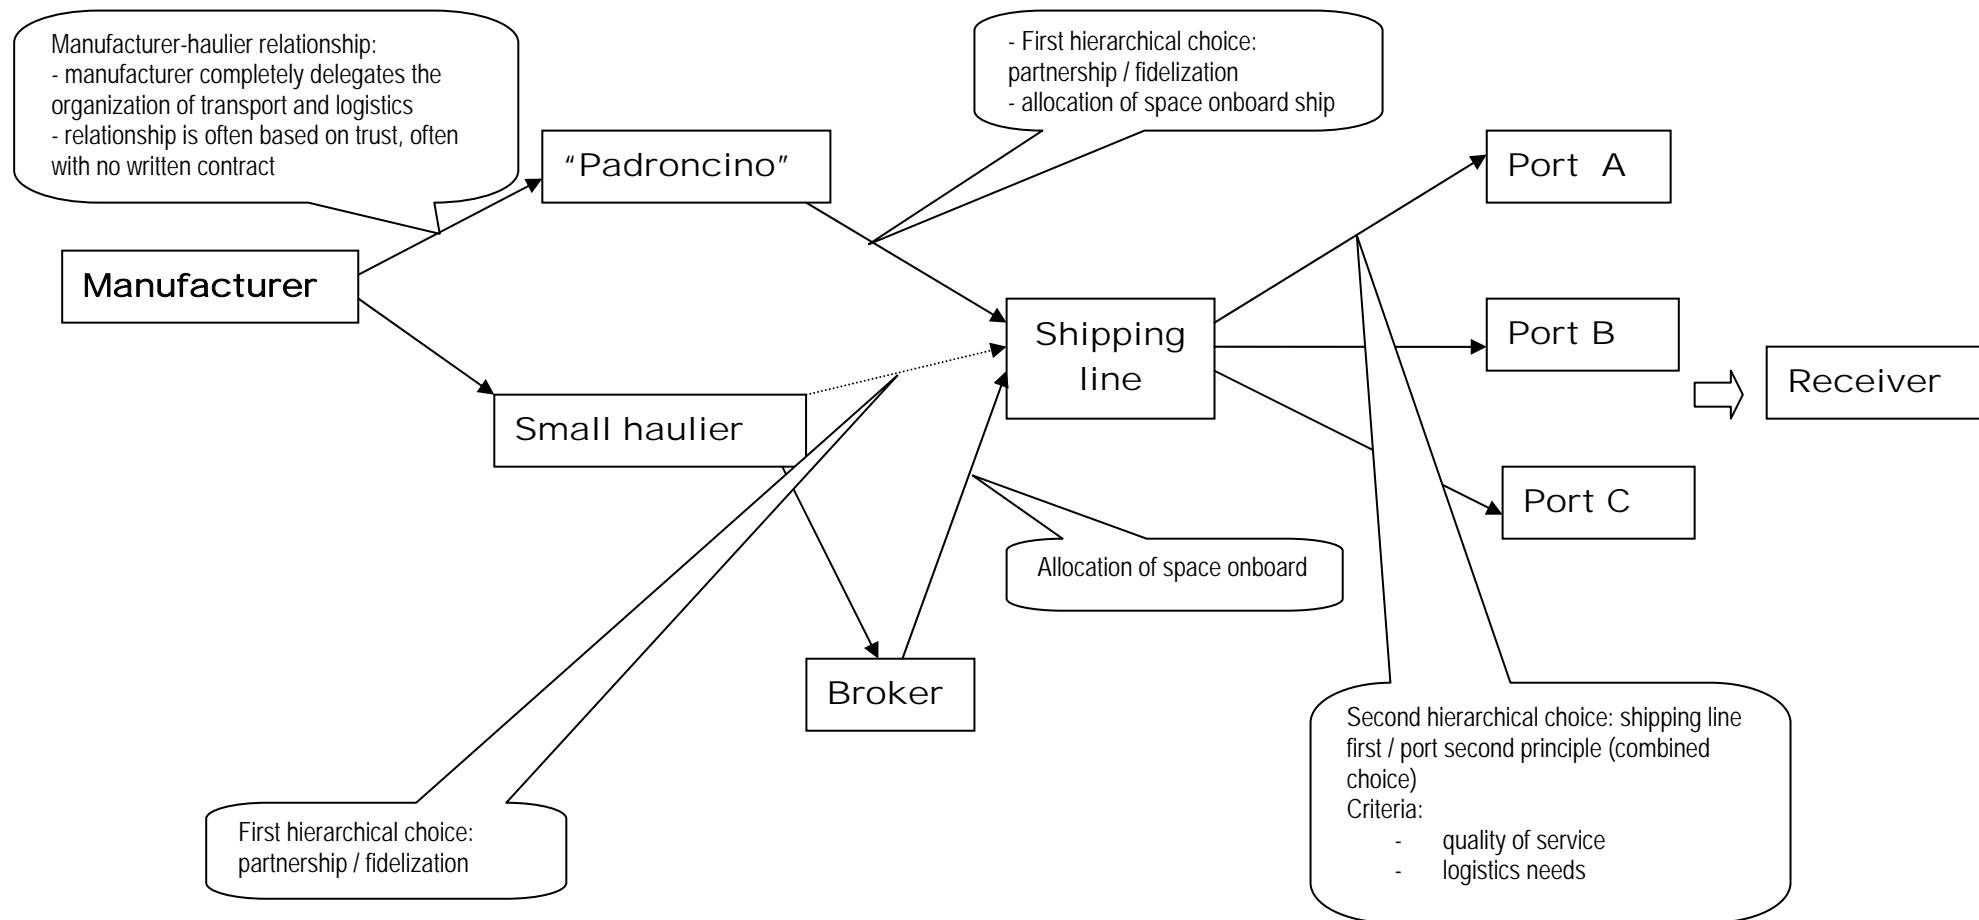 Manufacturer-haulier relationship:
- manufacturer completely delegates the
organization of transport and logistics
- relationship is often based on trust, often
with no written contract
- First hierarchical choice:
partnership / fidelization
- allocation of space onboard ship
“Padroncino”
Port A
Manufacturer
Shipping
line
Port B
Receiver
Small haulier
Port C
Allocation of space onboard
Broker
Second hierarchical choice: shipping line
first / port second principle (combined
choice)
Criteria:
- quality of service
- logistics needs
First hierarchical choice:
partnership / fidelization